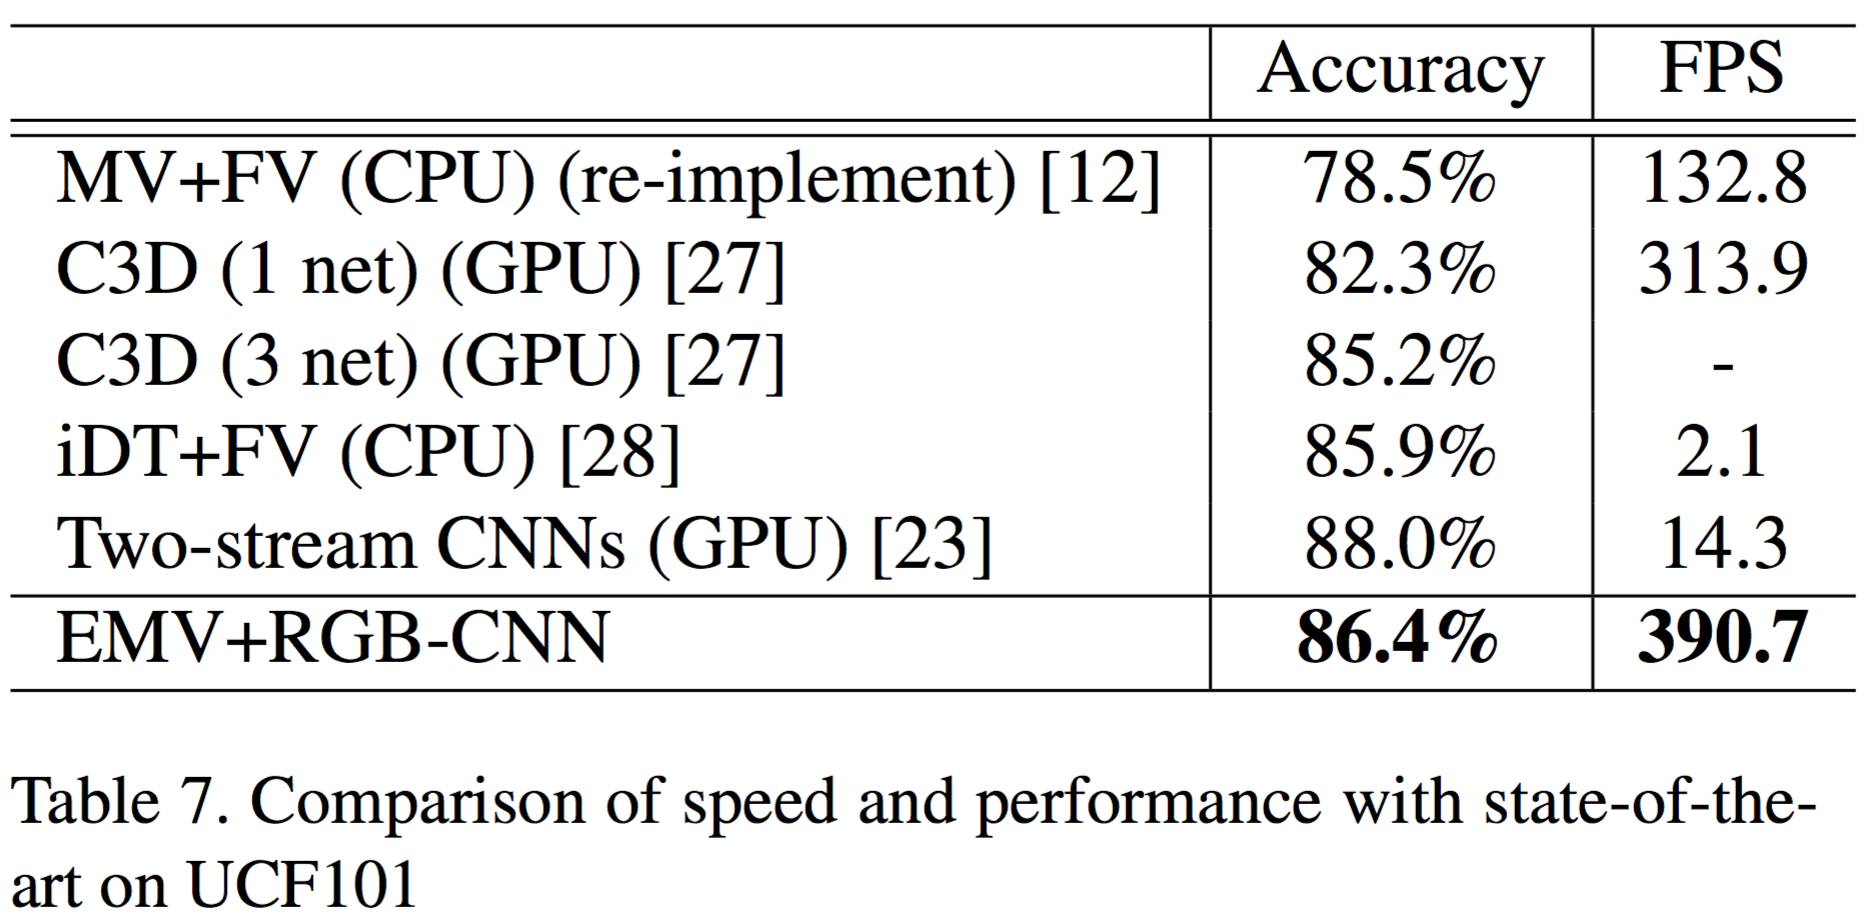 Accuracy FPS
MV+FV (CPU) (re-implement) [12] 78.5% 132.8
C3D (1 net) (GPU) [27] 82.3% 313.9
C3D (3 net) (GPU) [27] 85.2% -
iDT+FV (CPU) [28] 85.9% 2.1
Two-stream CNNs (GPU) [23] 88.0% 14.3
EMV+RGB-CNN 86.4% 390.7
Table 7. Comparison of speed and performance with state-of-the-
art on UCF101